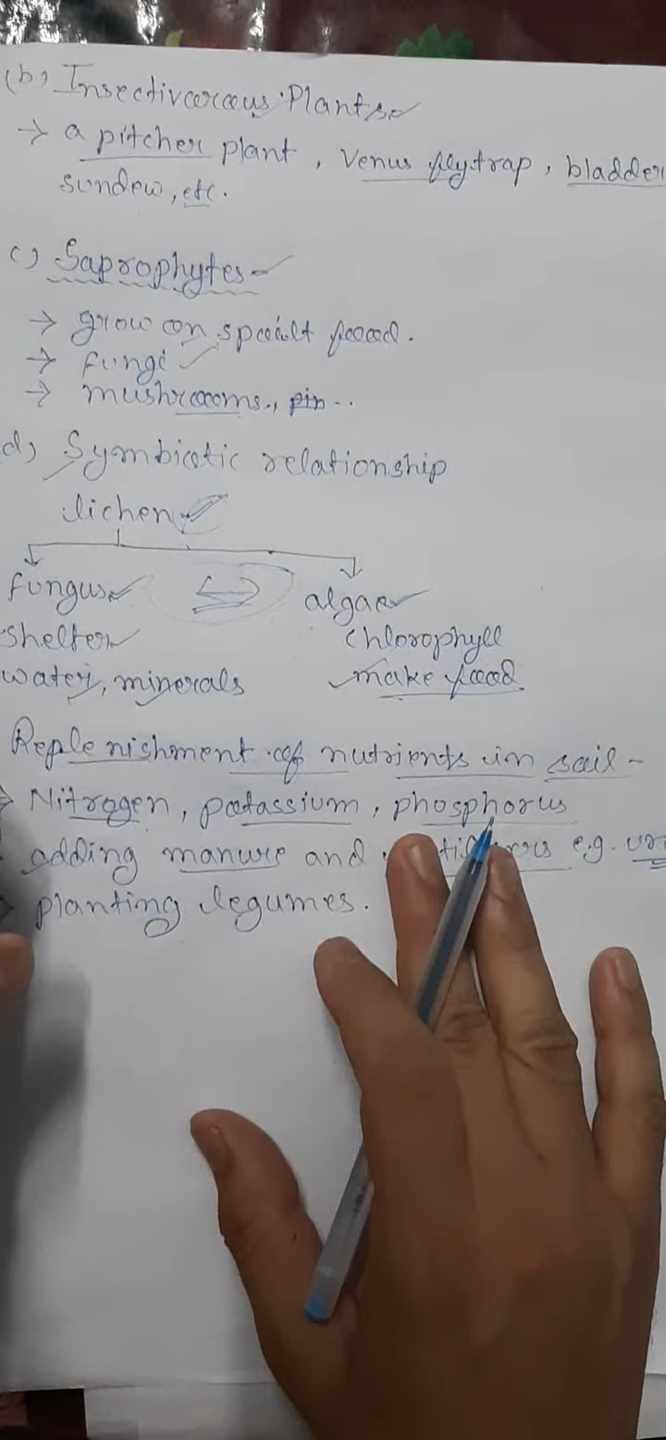 (b) Insectivorous Plants
→ a pitcher plant, Venus flytrap, bladder
sundew, etc.
c) Saprophytes -
→ grow on spoilt food.
→ fungi
→ mushrooms., pin..
d) Symbiotic relationship
lichen
fungus algae
shelter chlorophyll
water, minerals make food
Replenishment of nutrients in soil -
→ Nitrogen, potassium, phosphorus
adding manure and e.g.
→ planting legumes.